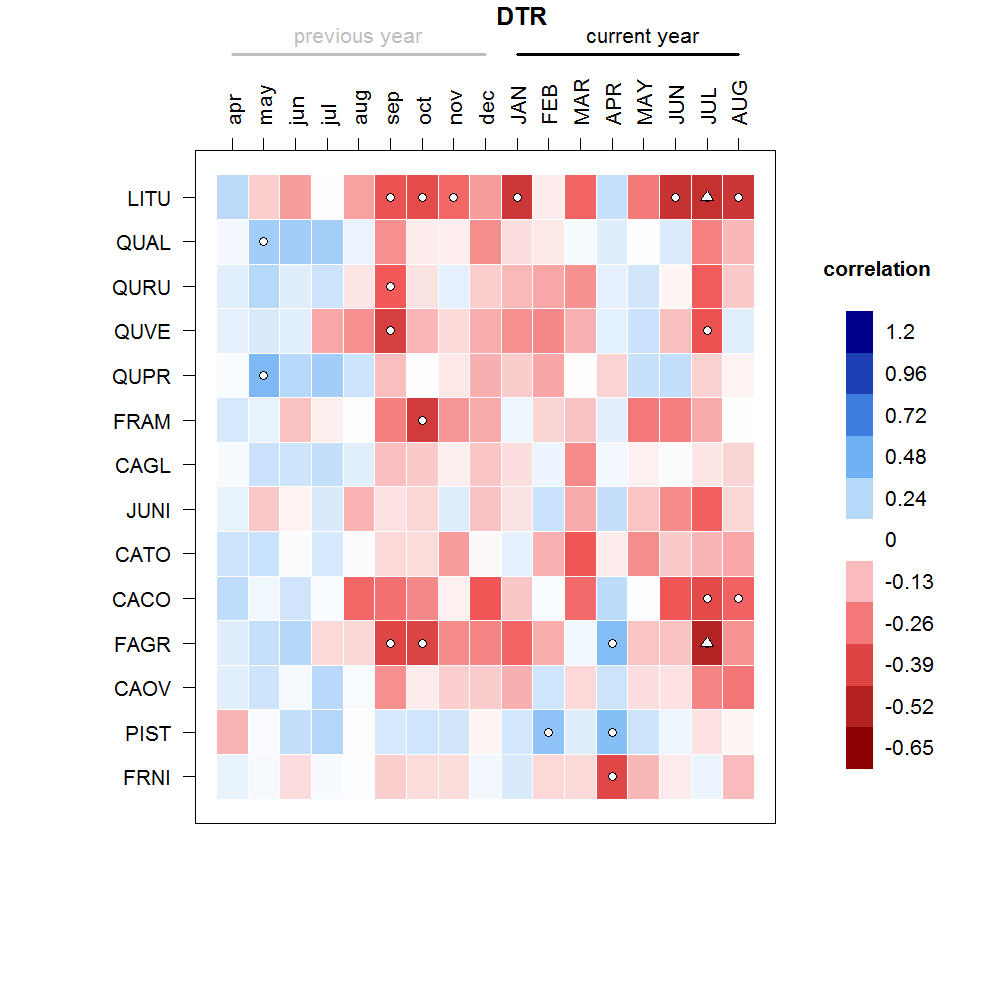 DTR
previous year
current year
apr
may
jun
jul
aug
sep
oct
nov
dec
JAN
FEB
MAR
APR
MAY
JUN
JUL
AUG
LITU
QUAL
QURU
QUVE
QUPR
FRAM
CAGL
JUNI
CATO
CACO
FAGR
CAOV
PIST
FRNI
correlation
1.2
0.96
0.72
0.48
0.24
0
-0.13
-0.26
-0.39
-0.52
-0.65